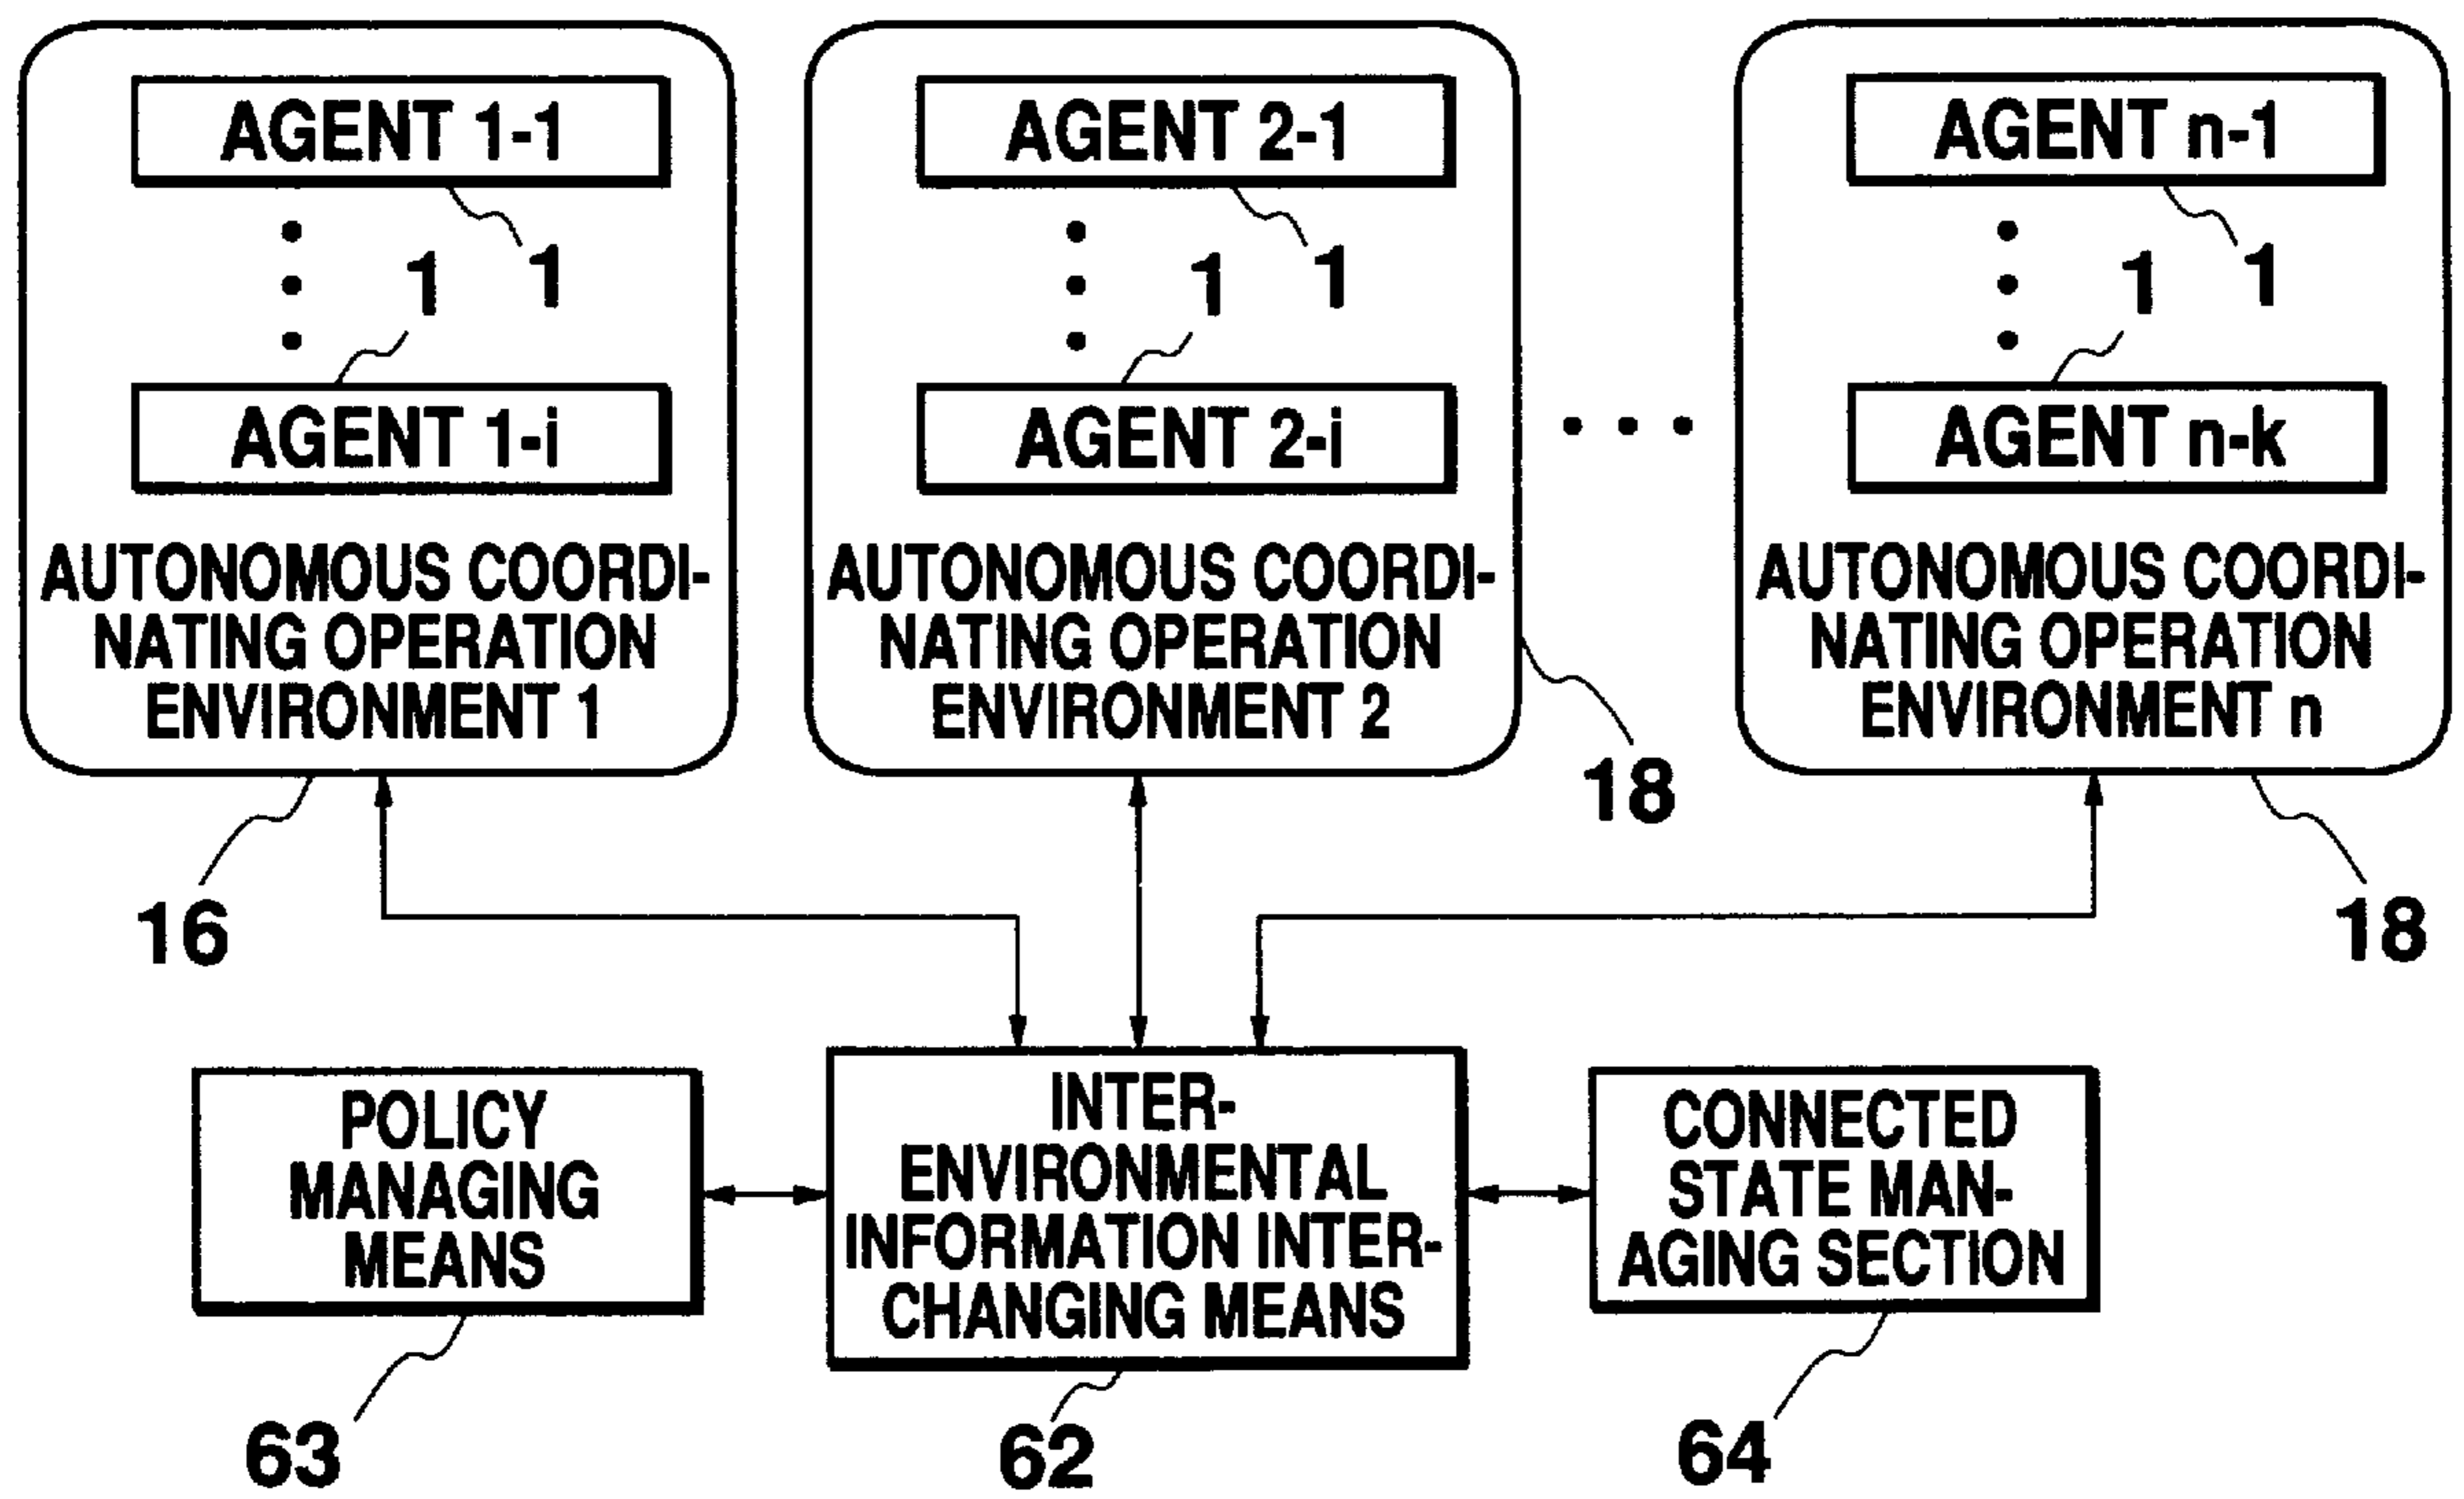 AGENT 1-1
1
1
AGENT 1-i
AUTONOMOUS COORDI-
NATING OPERATION
ENVIRONMENT 1
16
AGENT 2-1
1
1
AGENT 2-i
AUTONOMOUS COORDI-
NATING OPERATION
ENVIRONMENT 2
18
AGENT n-1
1
1
AGENT n-k
AUTONOMOUS COORDI-
NATING OPERATION
ENVIRONMENT n
18
POLICY
MANAGING
MEANS
63
INTER-
ENVIRONMENTAL
INFORMATION INTER-
CHANGING MEANS
62
CONNECTED
STATE MAN-
AGING SECTION
64